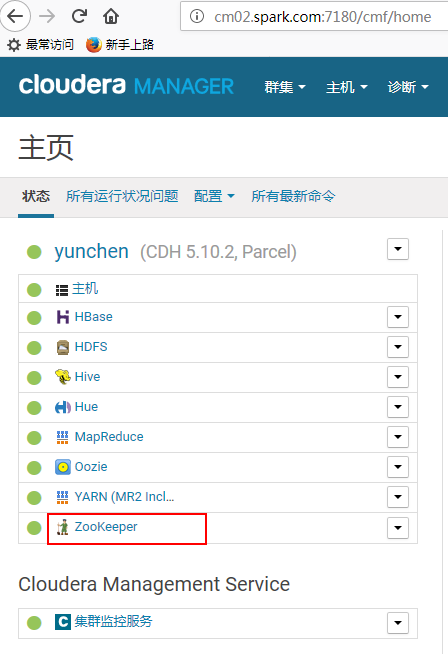 cm02.spark.com:7180/cmf/home
最常访问 新手上路
cloudera MANAGER 群集 主机 诊断
主页
状态 所有运行状况问题 配置 所有最新命令
yunchen (CDH 5.10.2, Parcel)
主机
HBase
HDFS
Hive
Hue
MapReduce
Oozie
YARN (MR2 Incl...
ZooKeeper
Cloudera Management Service
C 集群监控服务